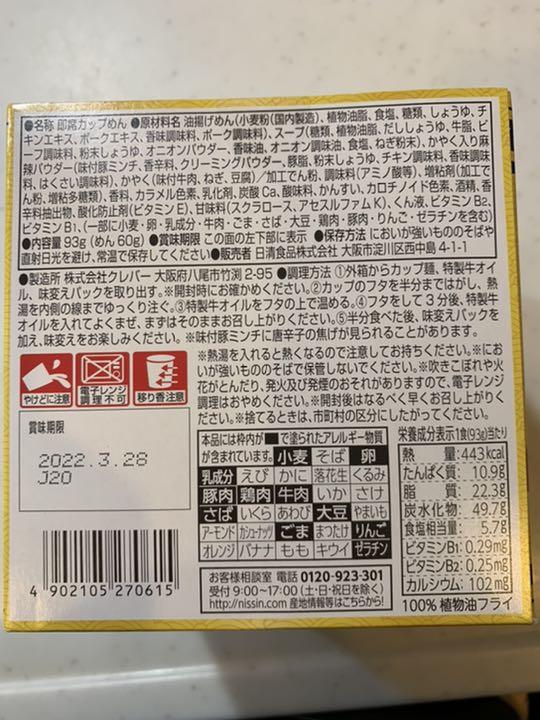 ●名称 即席カップめん ●原材料名 油揚げめん(小麦粉(国内製造)、植物油脂、食塩、糖類、しょうゆ、チ
キンエキス、ポークエキス、香味調味料、ポーク調味料)、スープ(糖類、植物油脂、だししょうゆ、牛脂、ビ
ーフ調味料、粉末しょうゆ、オニオンパウダー、香味油、オニオン調味油、食塩、ねぎ粉末)、かやく入り麻
辣パウダー(味付豚ミンチ、香辛料、クリーミングパウダー、豚脂、粉末しょうゆ、チキン調味料、香味調味
料、はくさい調味料)、かやく(味付牛肉、ねぎ、豆腐)／加工でん粉、調味料(アミノ酸等)、増粘剤(加工で
ん粉、増粘多糖類)、香料、カラメル色素、乳化剤、炭酸Ca、酸味料、かんすい、カロチノイド色素、酒精、香
辛料抽出物、酸化防止剤(ビタミンE)、甘味料(スクラロース、アセスルファムK)、くん液、ビタミンB2、
ビタミンB1、(一部に小麦・卵・乳成分・牛肉・ごま・さば・大豆・鶏肉・豚肉・りんご・ゼラチンを含む)
●内容量 93g (めん 60g) ●賞味期限 この面の左下部に表示 ●保存方法 においが強いもののそばや
直射日光を避け、常温で保存してください ●販売者 日清食品株式会社 大阪市淀川区西中島 4-1-1
●製造所 株式会社クレバー 大阪府八尾市竹渕 2-95 ●調理方法 ①外箱からカップ麺、特製牛オイ
ル、味変えパックを取り出す。※開封時にお確かめください。②カップのフタを半分まではがし、熱
湯を内側の線までゆっくり注ぐ。③特製牛オイルをフタの上で温める。④フタをして3分後、特製牛
オイルを入れてよくまぜ、まずはそのままお召し上がりください。⑤半分食べた後、味変えパックを
加え、味変えをお楽しみください。※味付豚ミンチに唐辛子の焦げが見られることがあります。
やけどに注意
電子レンジ
調理不可
移り香注意
※熱湯を入れると熱くなるので注意してお持ちください。※にお
いが強いもののそばで保管しないでください。※吹きこぼれや火
花がとんだり、発火及び発煙のおそれがありますので、電子レンジ
調理はおやめください。※開封後はなるべく早くお召し上がりく
ださい。※捨てるときは、市町村の区分にしたがってください。
賞味期限
2022.3.28
J20
4 902105 270615
本品には枠内が■で塗られたアレルギー物質
が含まれています。 小麦 そば 卵
乳成分 えび かに 落花生 くるみ
豚肉 鶏肉 牛肉 いか さけ
さば いくら あわび 大豆 やまいも
アーモンド カシューナッツ ごま まつたけ りんご
オレンジ バナナ もも キウイ ゼラチン
お客様相談室 電話 0120-923-301
受付 9:00~17:00 (土・日・祝日を除く)
http://nissin.com 産地情報等はこちらから!
栄養成分表示1食(93g)当たり
熱量: 443kcal
たんぱく質: 10.9g
脂質: 22.3g
炭水化物: 49.7g
食塩相当量: 5.7g
ビタミンB1: 0.29mg
ビタミンB2: 0.25mg
カルシウム: 102mg
100% 植物油フライ